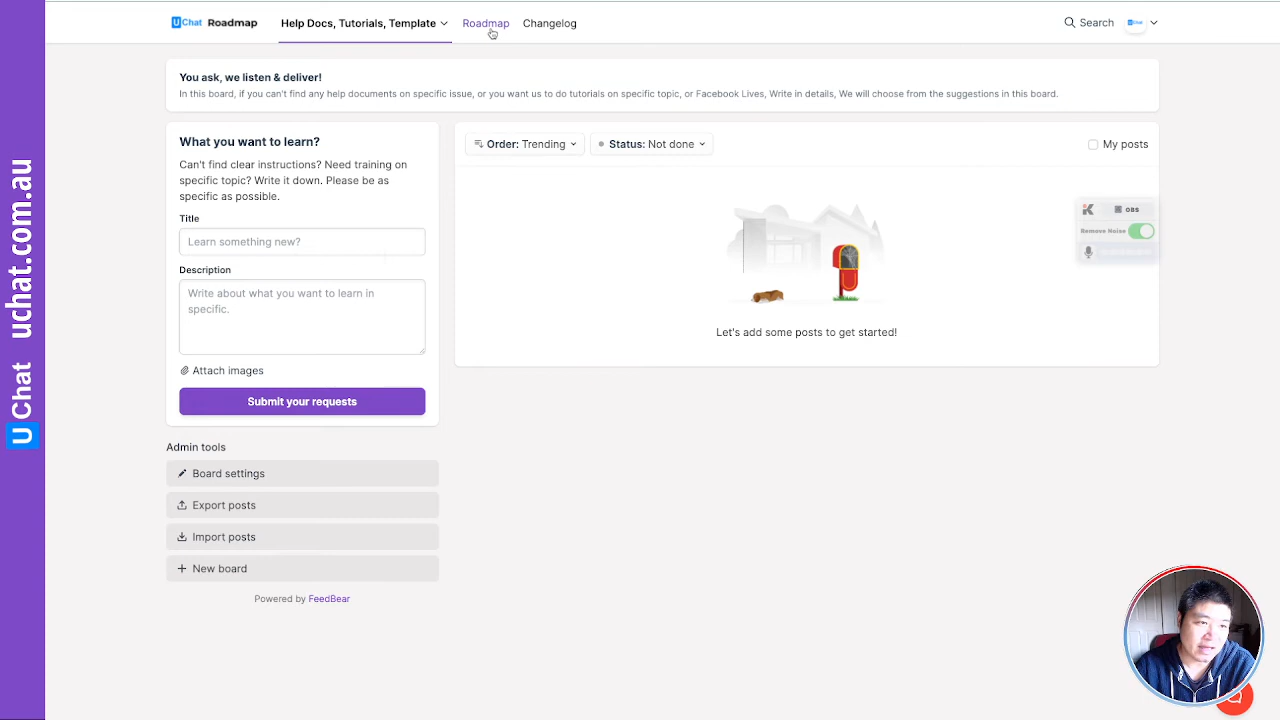 UChat Roadmap
Help Docs, Tutorials, Template
Roadmap
Changelog
Search
UChat
You ask, we listen & deliver!
In this board, if you can't find any help documents on specific issue, or you want us to do tutorials on specific topic, or Facebook Lives, Write in details, We will choose from the suggestions in this board.
What you want to learn?
Can't find clear instructions? Need training on
specific topic? Write it down. Please be as
specific as possible.
Title
Learn something new?
Description
Write about what you want to learn in
specific.
Attach images
Submit your requests
Admin tools
Board settings
Export posts
Import posts
New board
Powered by FeedBear
Order: Trending
Status: Not done
My posts
Let's add some posts to get started!
OBS
Remove Noise
U Chat uchat.com.au